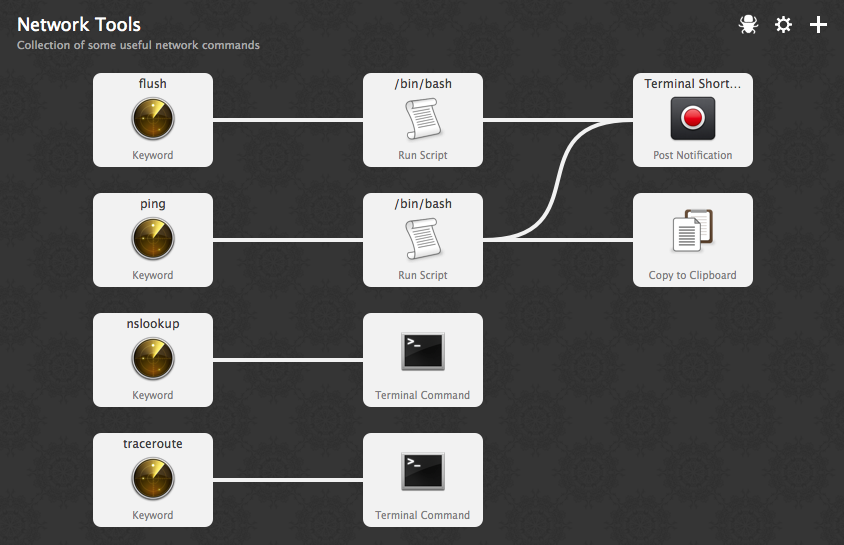 Network Tools
Collection of some useful network commands
flush
Keyword
/bin/bash
Run Script
Terminal Short...
Post Notification
ping
Keyword
/bin/bash
Run Script
Copy to Clipboard
nslookup
Keyword
>_
Terminal Command
traceroute
Keyword
>_
Terminal Command